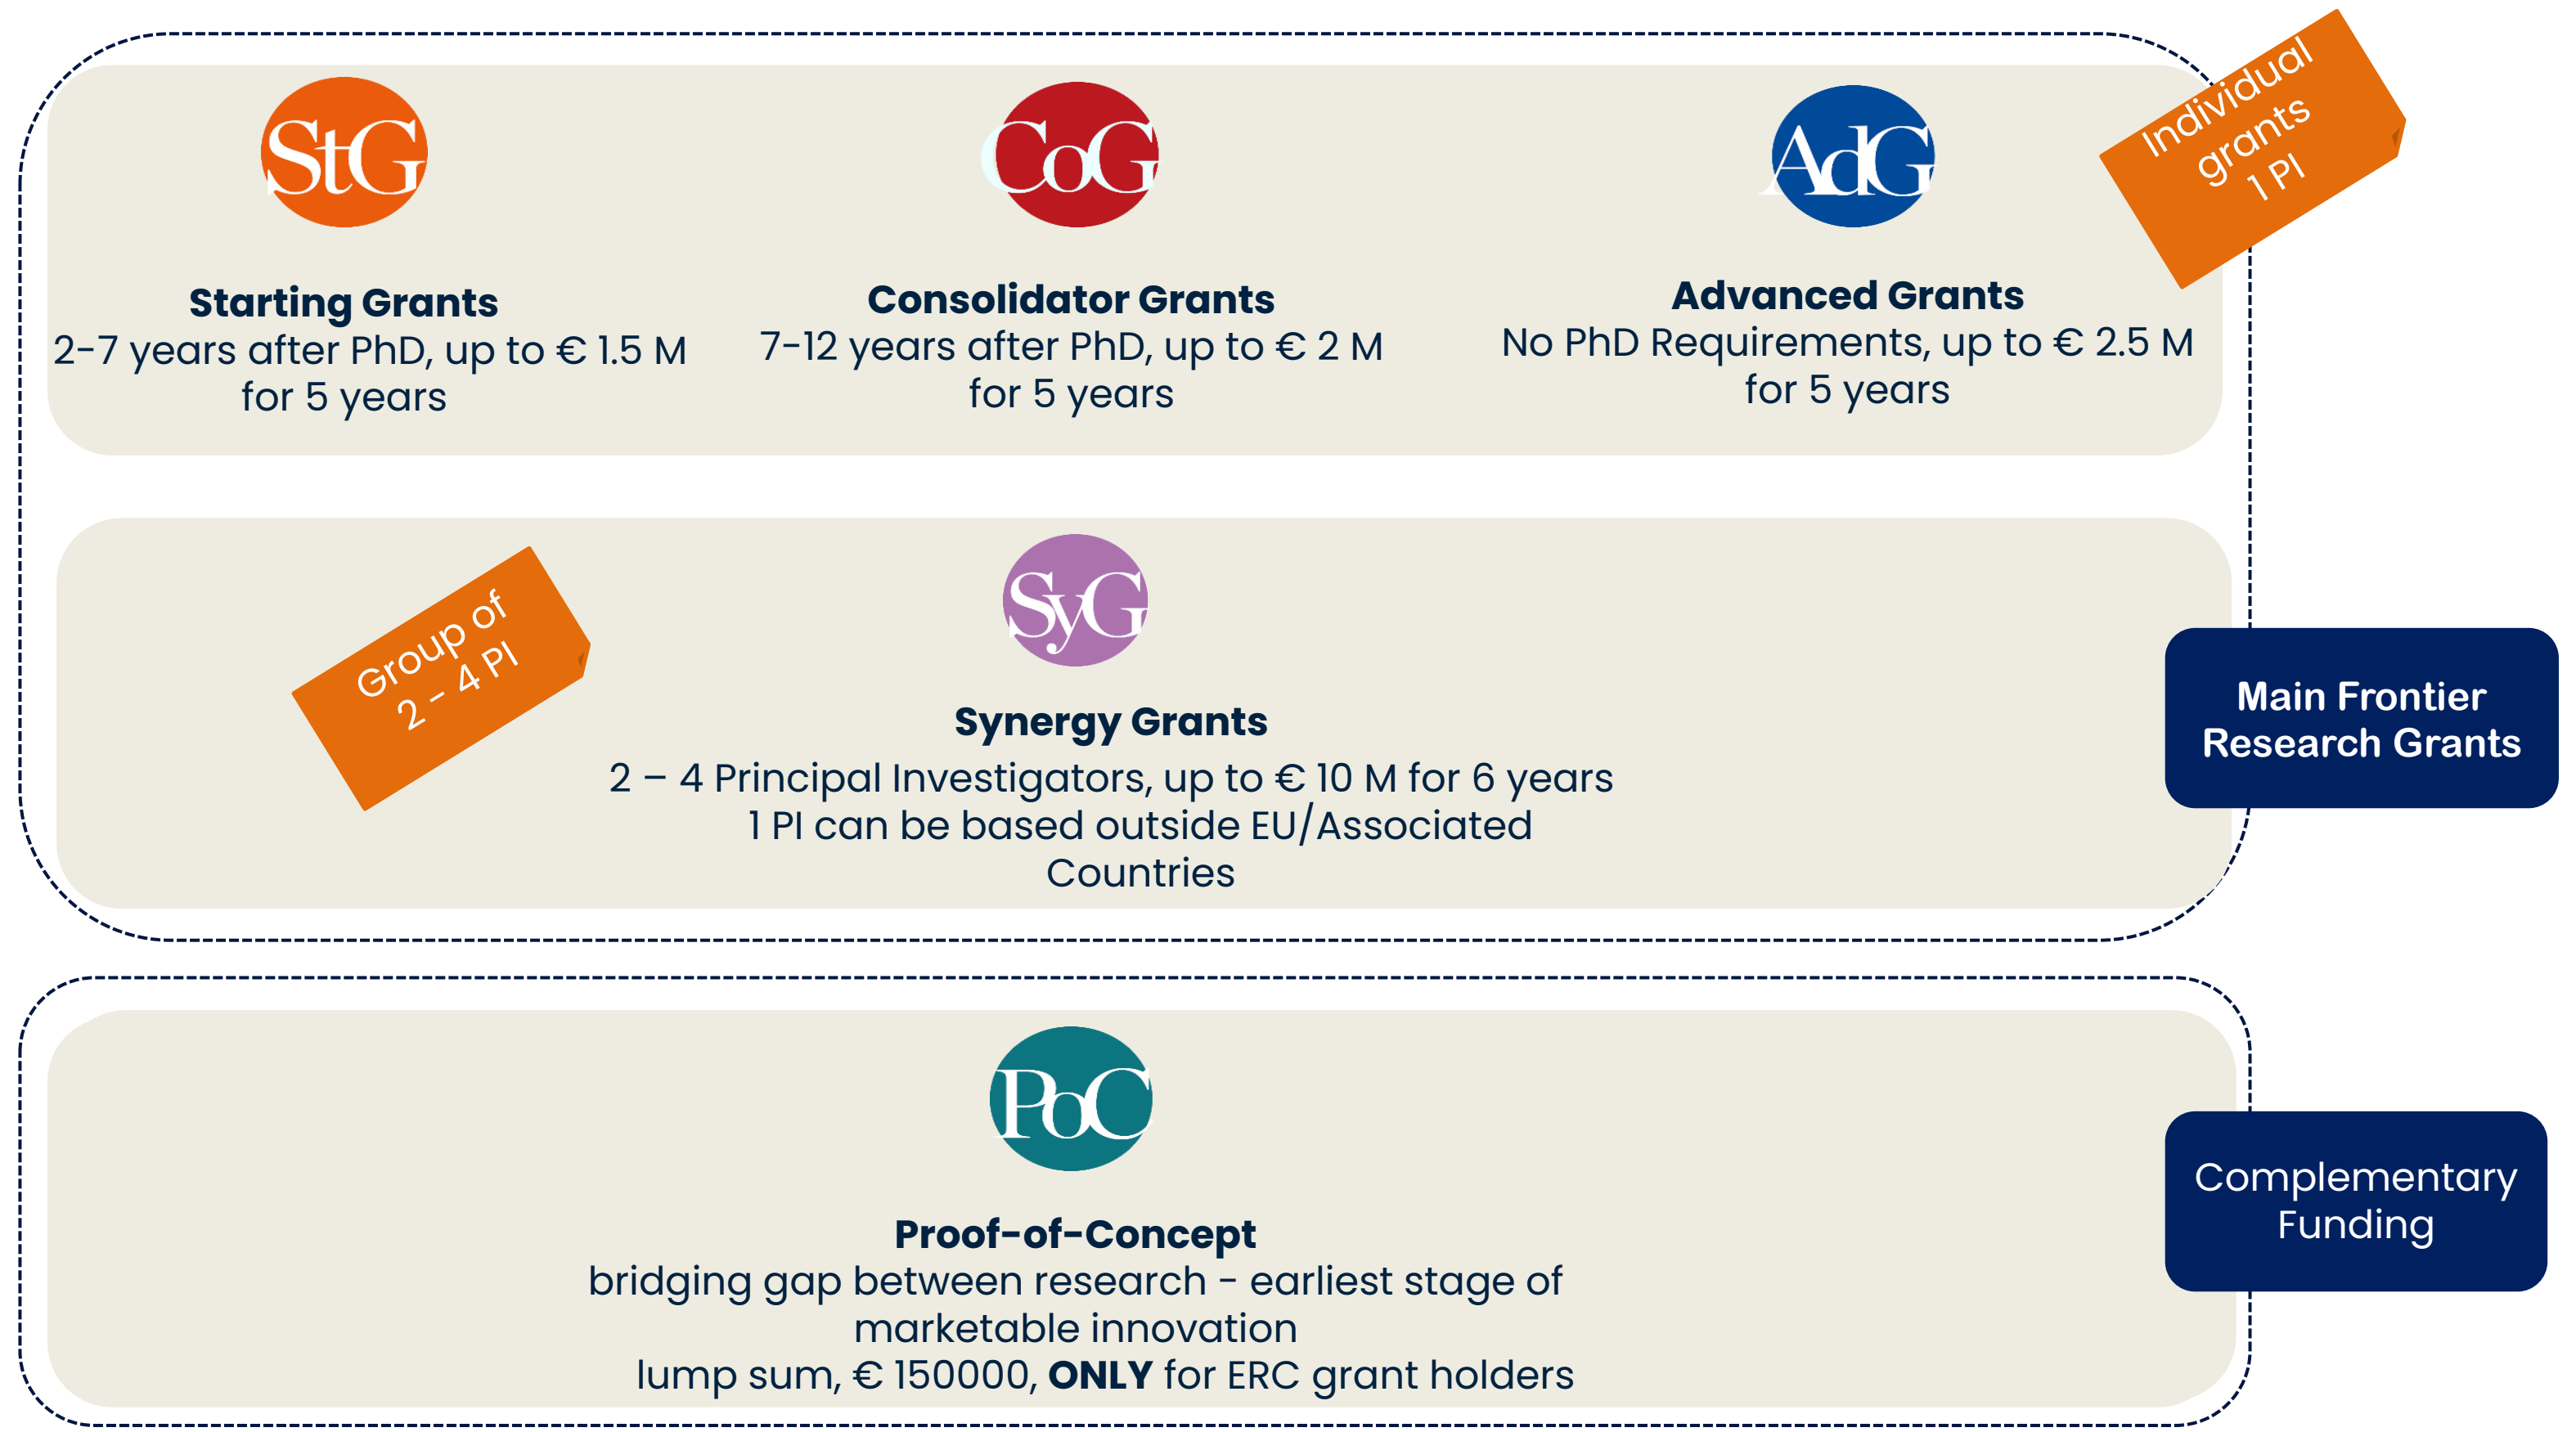 Individual
grants
1 PI
StG
CoG
AdG
Starting Grants
2-7 years after PhD, up to € 1.5 M
for 5 years
Consolidator Grants
7-12 years after PhD, up to € 2 M
for 5 years
Advanced Grants
No PhD Requirements, up to € 2.5 M
for 5 years
Group of
2 - 4 PI
SyG
Synergy Grants
2 – 4 Principal Investigators, up to € 10 M for 6 years
1 PI can be based outside EU/Associated
Countries
Main Frontier
Research Grants
PoC
Proof-of-Concept
bridging gap between research - earliest stage of
marketable innovation
lump sum, € 150000, ONLY for ERC grant holders
Complementary
Funding